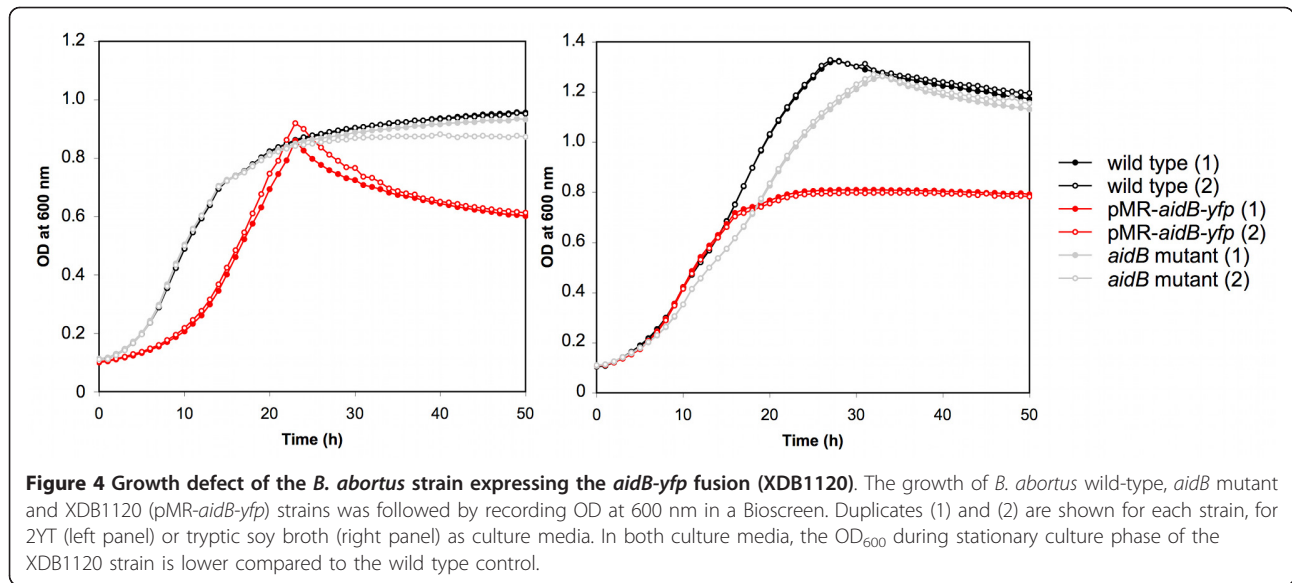 1.2
1.0
0.8
0.6
0.4
0.2
0
OD at 600 nm
0 10 20 30 40 50
Time (h)
1.4
1.2
1.0
0.8
0.6
0.4
0.2
0
OD at 600 nm
0 10 20 30 40 50
Time (h)
wild type (1)
wild type (2)
pMR-aidB-yfp (1)
pMR-aidB-yfp (2)
aidB mutant (1)
aidB mutant (2)
Figure 4 Growth defect of the B. abortus strain expressing the aidB-yfp fusion (XDB1120). The growth of B. abortus wild-type, aidB mutant
and XDB1120 (pMR-aidB-yfp) strains was followed by recording OD at 600 nm in a Bioscreen. Duplicates (1) and (2) are shown for each strain, for
2YT (left panel) or tryptic soy broth (right panel) as culture media. In both culture media, the OD600 during stationary culture phase of the
XDB1120 strain is lower compared to the wild type control.